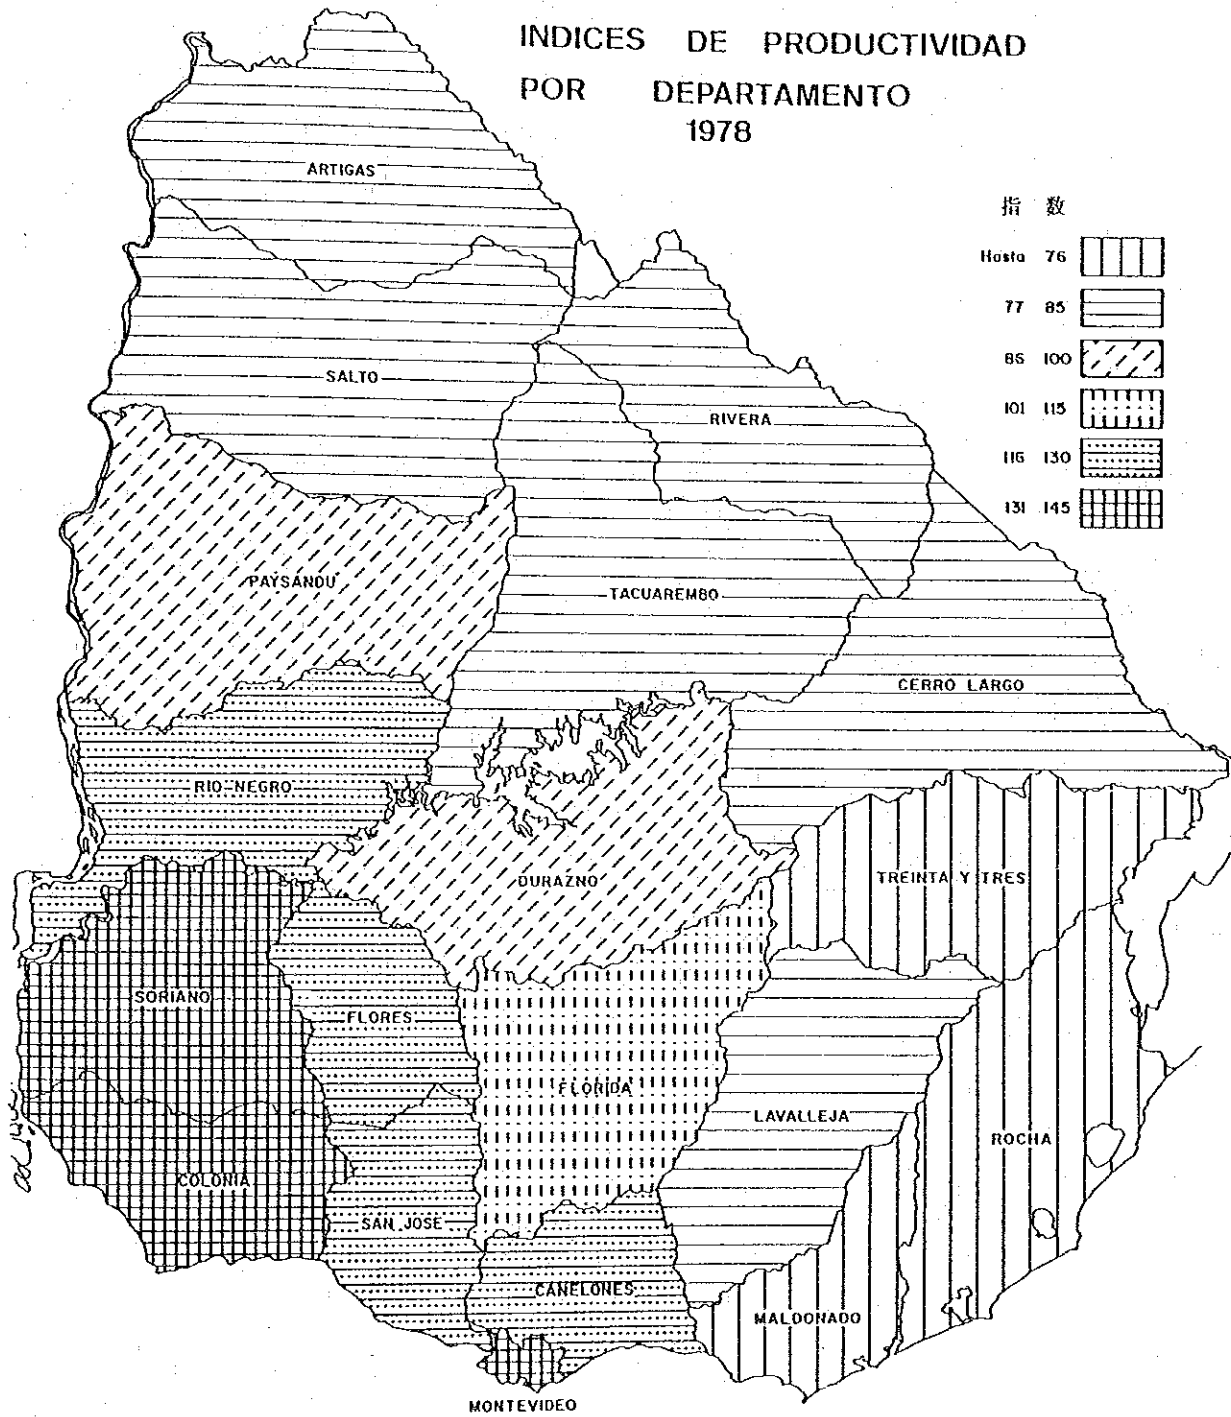 INDICES DE PRODUCTIVIDAD
POR DEPARTAMENTO
1978
指 数
Hasta 76
77 85
86 100
101 115
116 130
131 145
ARTIGAS
SALTO
RIVERA
PAYSANDU
TACUAREMBO
CERRO LARGO
RIO NEGRO
DURAZNO
TREINTA Y TRES
SORIANO
FLORES
FLORIDA
LAVALLEJA
ROCHA
COLONIA
SAN JOSE
CANELONES
MALDONADO
MONTEVIDEO